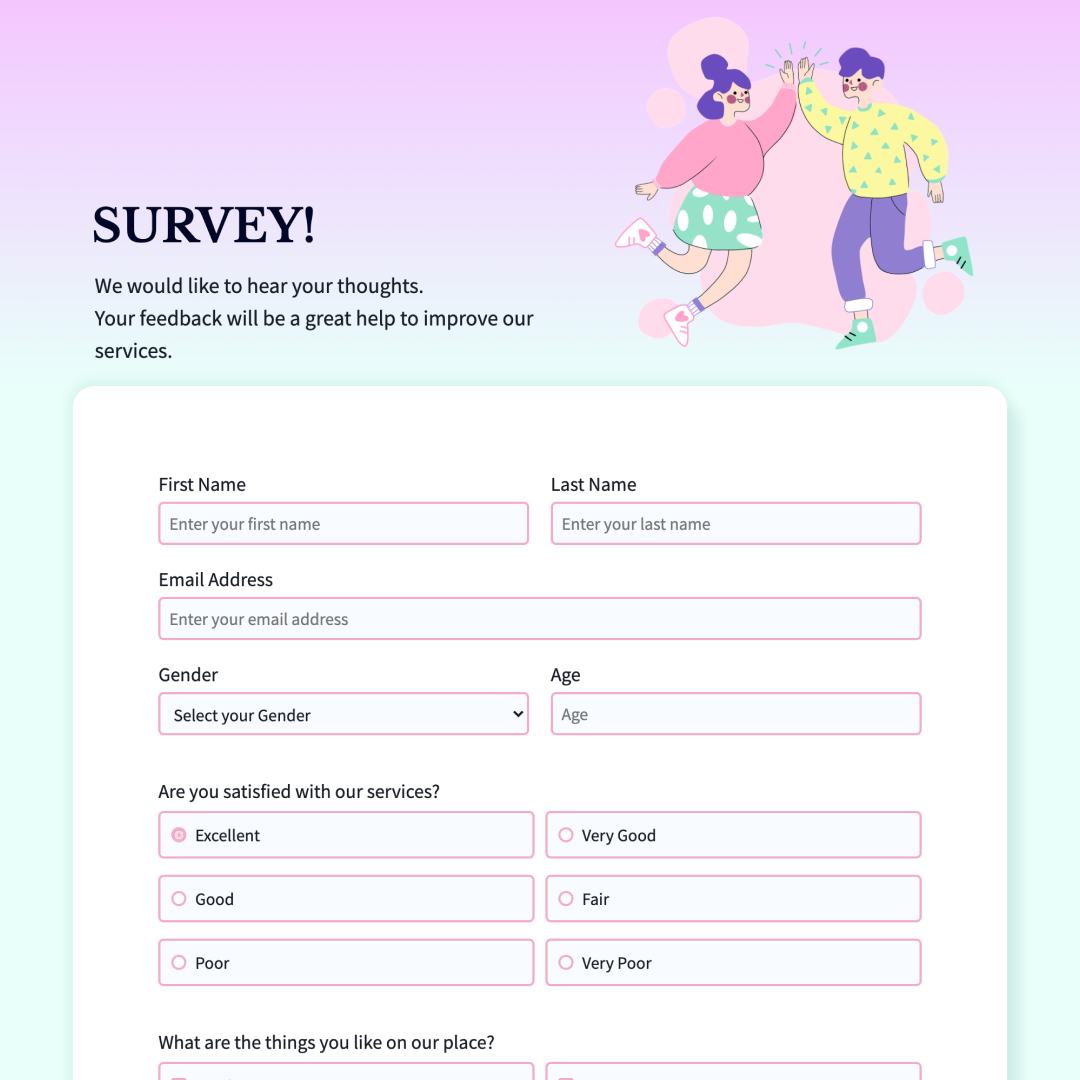 SURVEY!
We would like to hear your thoughts.
Your feedback will be a great help to improve our
services.
First Name
Last Name
Enter your first name
Enter your last name
Email Address
Enter your email address
Gender
Age
Select your Gender
Age
Are you satisfied with our services?
Excellent
Very Good
Good
Fair
Poor
Very Poor
What are the things you like on our place?